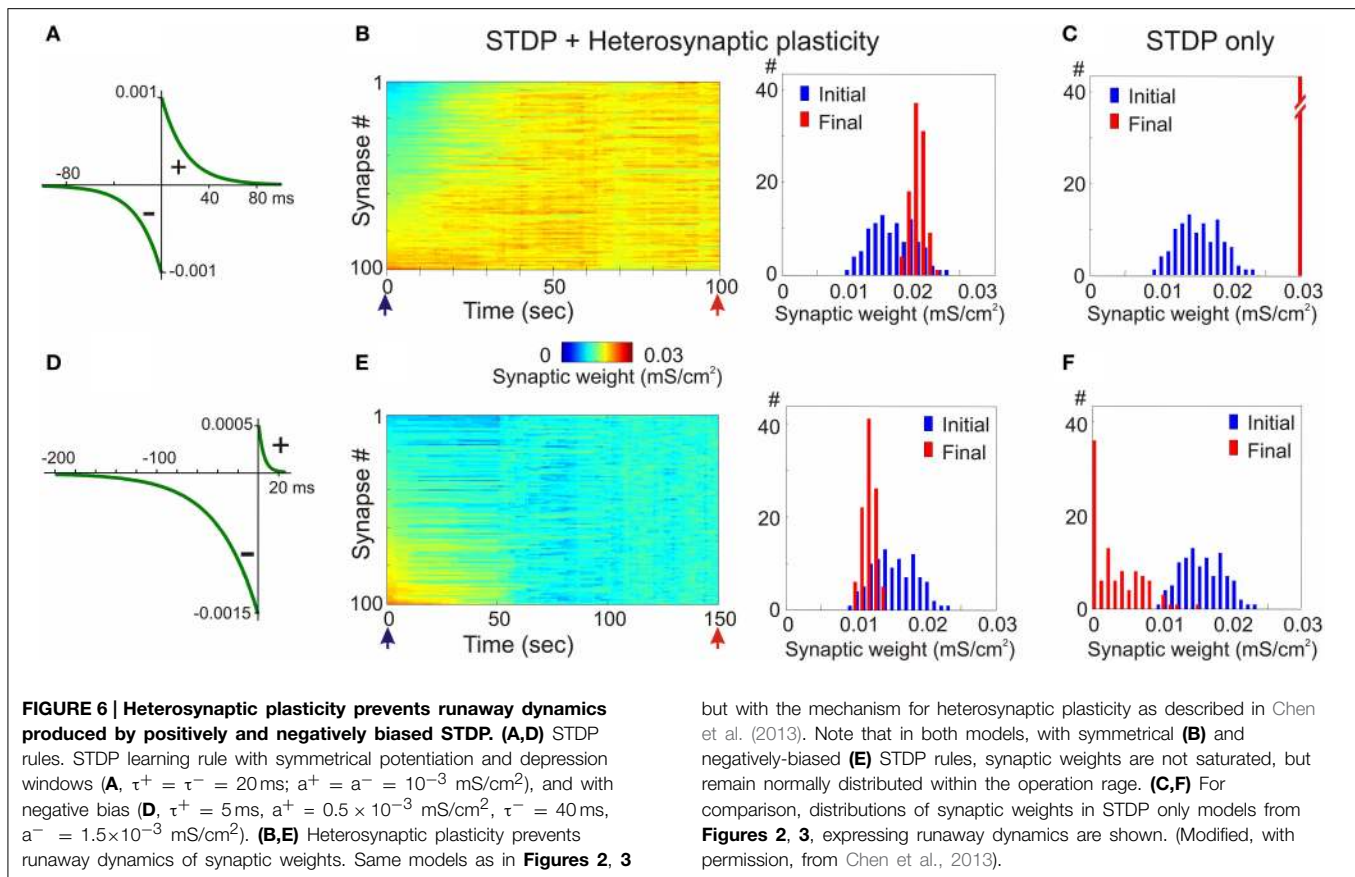 A
0.001
+
-80
40
80 ms
−
-0.001
B
STDP + Heterosynaptic plasticity
1
Synapse #
100
0
50
100
Time (sec)
#
40
20
0
Initial
Final
0
0.01
0.02
0.03
Synaptic weight (mS/cm²)
C
STDP only
#
40
20
0
Initial
Final
0
0.01
0.02
0.03
Synaptic weight (mS/cm²)
0
0.03
Synaptic weight (mS/cm²)
D
0.0005
+
-200
-100
20 ms
−
-0.0015
E
1
Synapse #
100
0
50
100
150
Time (sec)
#
40
20
0
Initial
Final
0
0.01
0.02
0.03
Synaptic weight (mS/cm²)
F
#
40
20
0
Initial
Final
0
0.01
0.02
0.03
Synaptic weight (mS/cm²)
FIGURE 6 | Heterosynaptic plasticity prevents runaway dynamics
produced by positively and negatively biased STDP. (A,D) STDP
rules. STDP learning rule with symmetrical potentiation and depression
windows (A, τ⁺ = τ⁻ = 20 ms; a⁺ = a⁻ = 10⁻³ mS/cm²), and with
negative bias (D, τ⁺ = 5 ms, a⁺ = 0.5 × 10⁻³ mS/cm², τ⁻ = 40 ms,
a⁻ = 1.5×10⁻³ mS/cm²). (B,E) Heterosynaptic plasticity prevents
runaway dynamics of synaptic weights. Same models as in Figures 2, 3
but with the mechanism for heterosynaptic plasticity as described in Chen
et al. (2013). Note that in both models, with symmetrical (B) and
negatively-biased (E) STDP rules, synaptic weights are not saturated, but
remain normally distributed within the operation rage. (C,F) For
comparison, distributions of synaptic weights in STDP only models from
Figures 2, 3, expressing runaway dynamics are shown. (Modified, with
permission, from Chen et al., 2013).